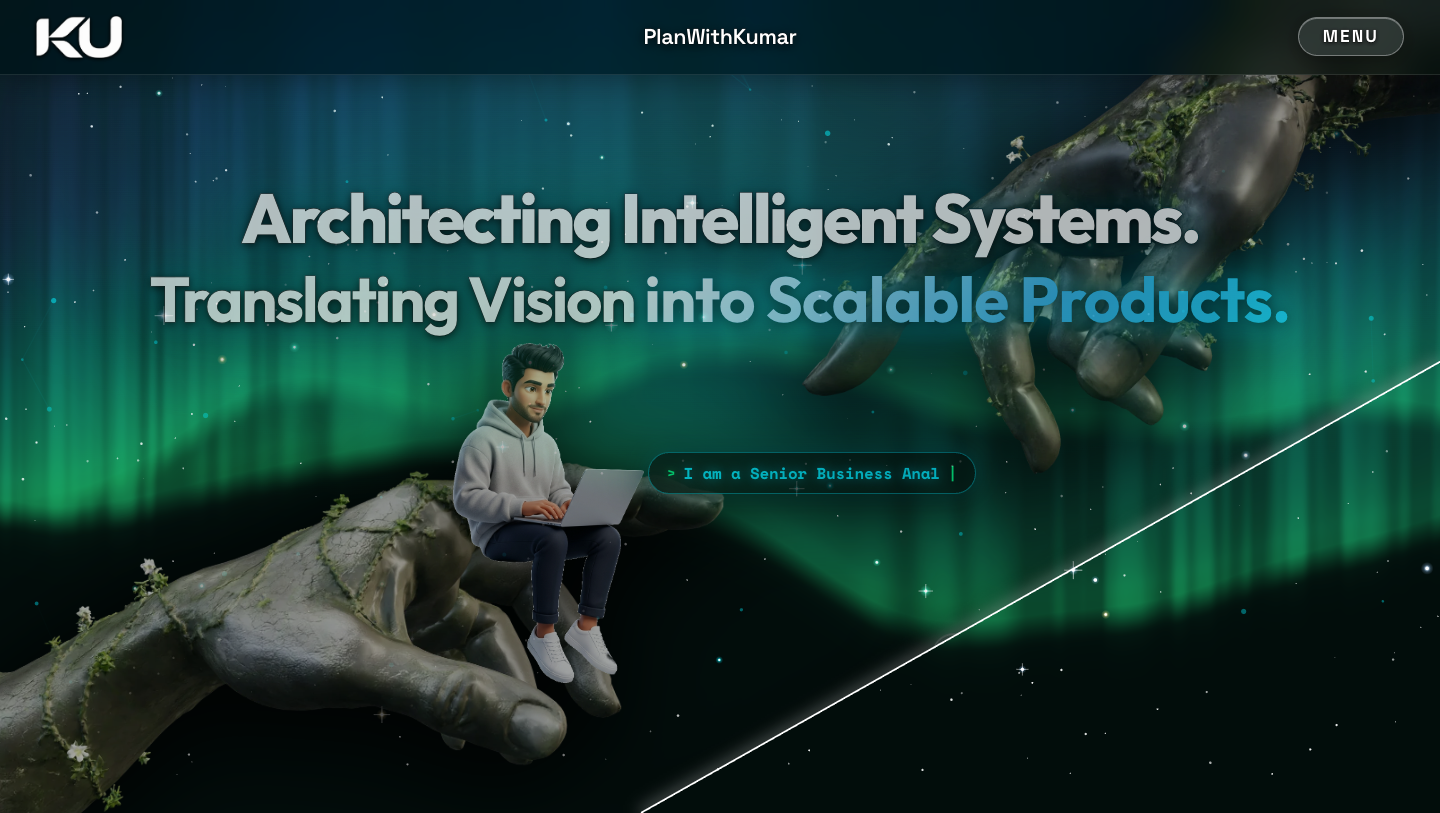 KU
PlanWithKumar
MENU
Architecting Intelligent Systems.
Translating Vision into Scalable Products.
> I am a Senior Business Anal |